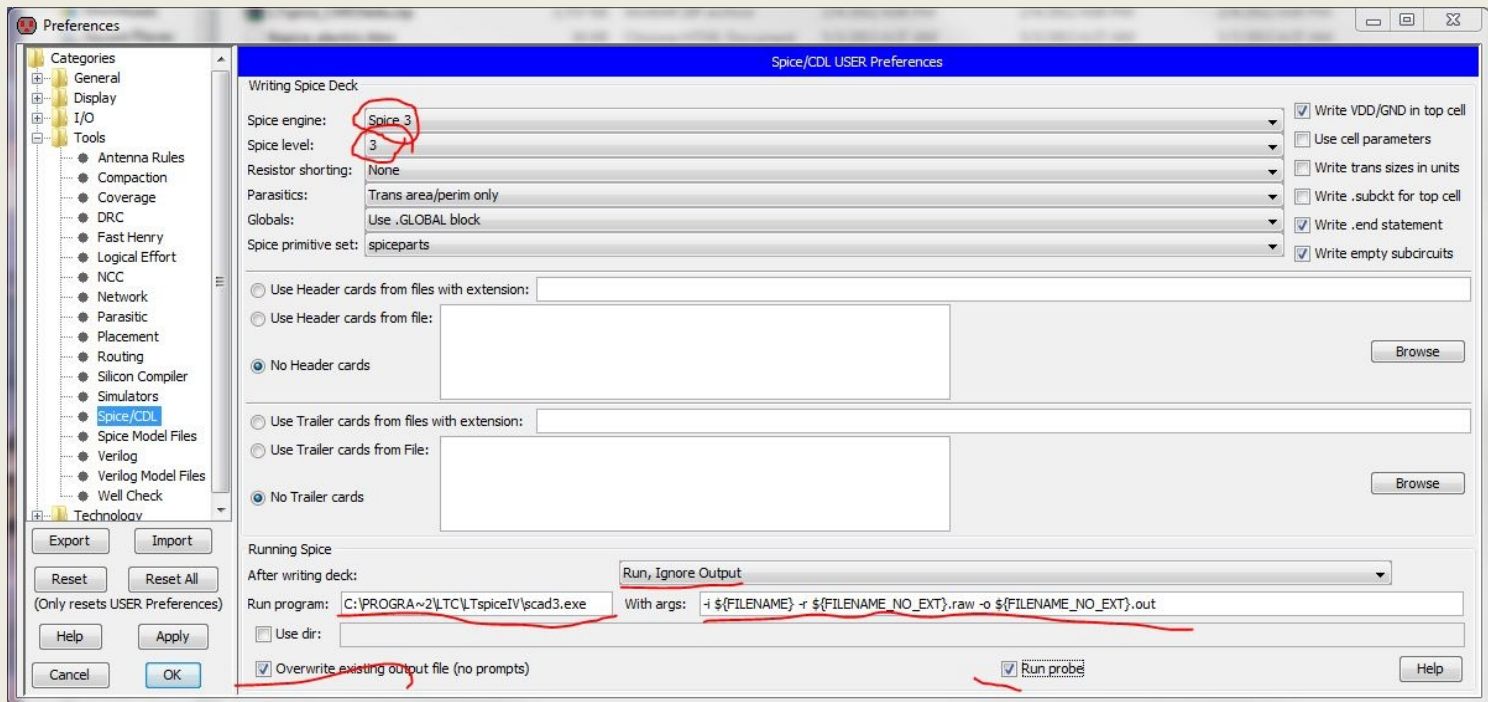 Preferences
Categories
General
Display
I/O
Tools
Antenna Rules
Compaction
Coverage
DRC
Fast Henry
Logical Effort
NCC
Network
Parasitic
Placement
Routing
Silicon Compiler
Simulators
Spice/CDL
Spice Model Files
Verilog
Verilog Model Files
Well Check
Technology
Export Import
Reset Reset All
(Only resets USER Preferences)
Help Apply
Cancel OK
Spice/CDL USER Preferences
Writing Spice Deck
Spice engine: Spice 3
Spice level: 3
Resistor shorting: None
Parasitics: Trans area/perim only
Globals: Use .GLOBAL block
Spice primitive set: spiceparts
Write VDD/GND in top cell
Use cell parameters
Write trans sizes in units
Write .subckt for top cell
Write .end statement
Write empty subcircuits
Use Header cards from files with extension:
Use Header cards from file:
No Header cards
Browse
Use Trailer cards from files with extension:
Use Trailer cards from File:
No Trailer cards
Browse
Running Spice
After writing deck: Run, Ignore Output
Run program: C:\PROGRA~2\LTC\LTspiceIV\scad3.exe With args: -i ${FILENAME} -r ${FILENAME_NO_EXT}.raw -o ${FILENAME_NO_EXT}.out
Use dir:
Overwrite existing output file (no prompts) Run probe Help